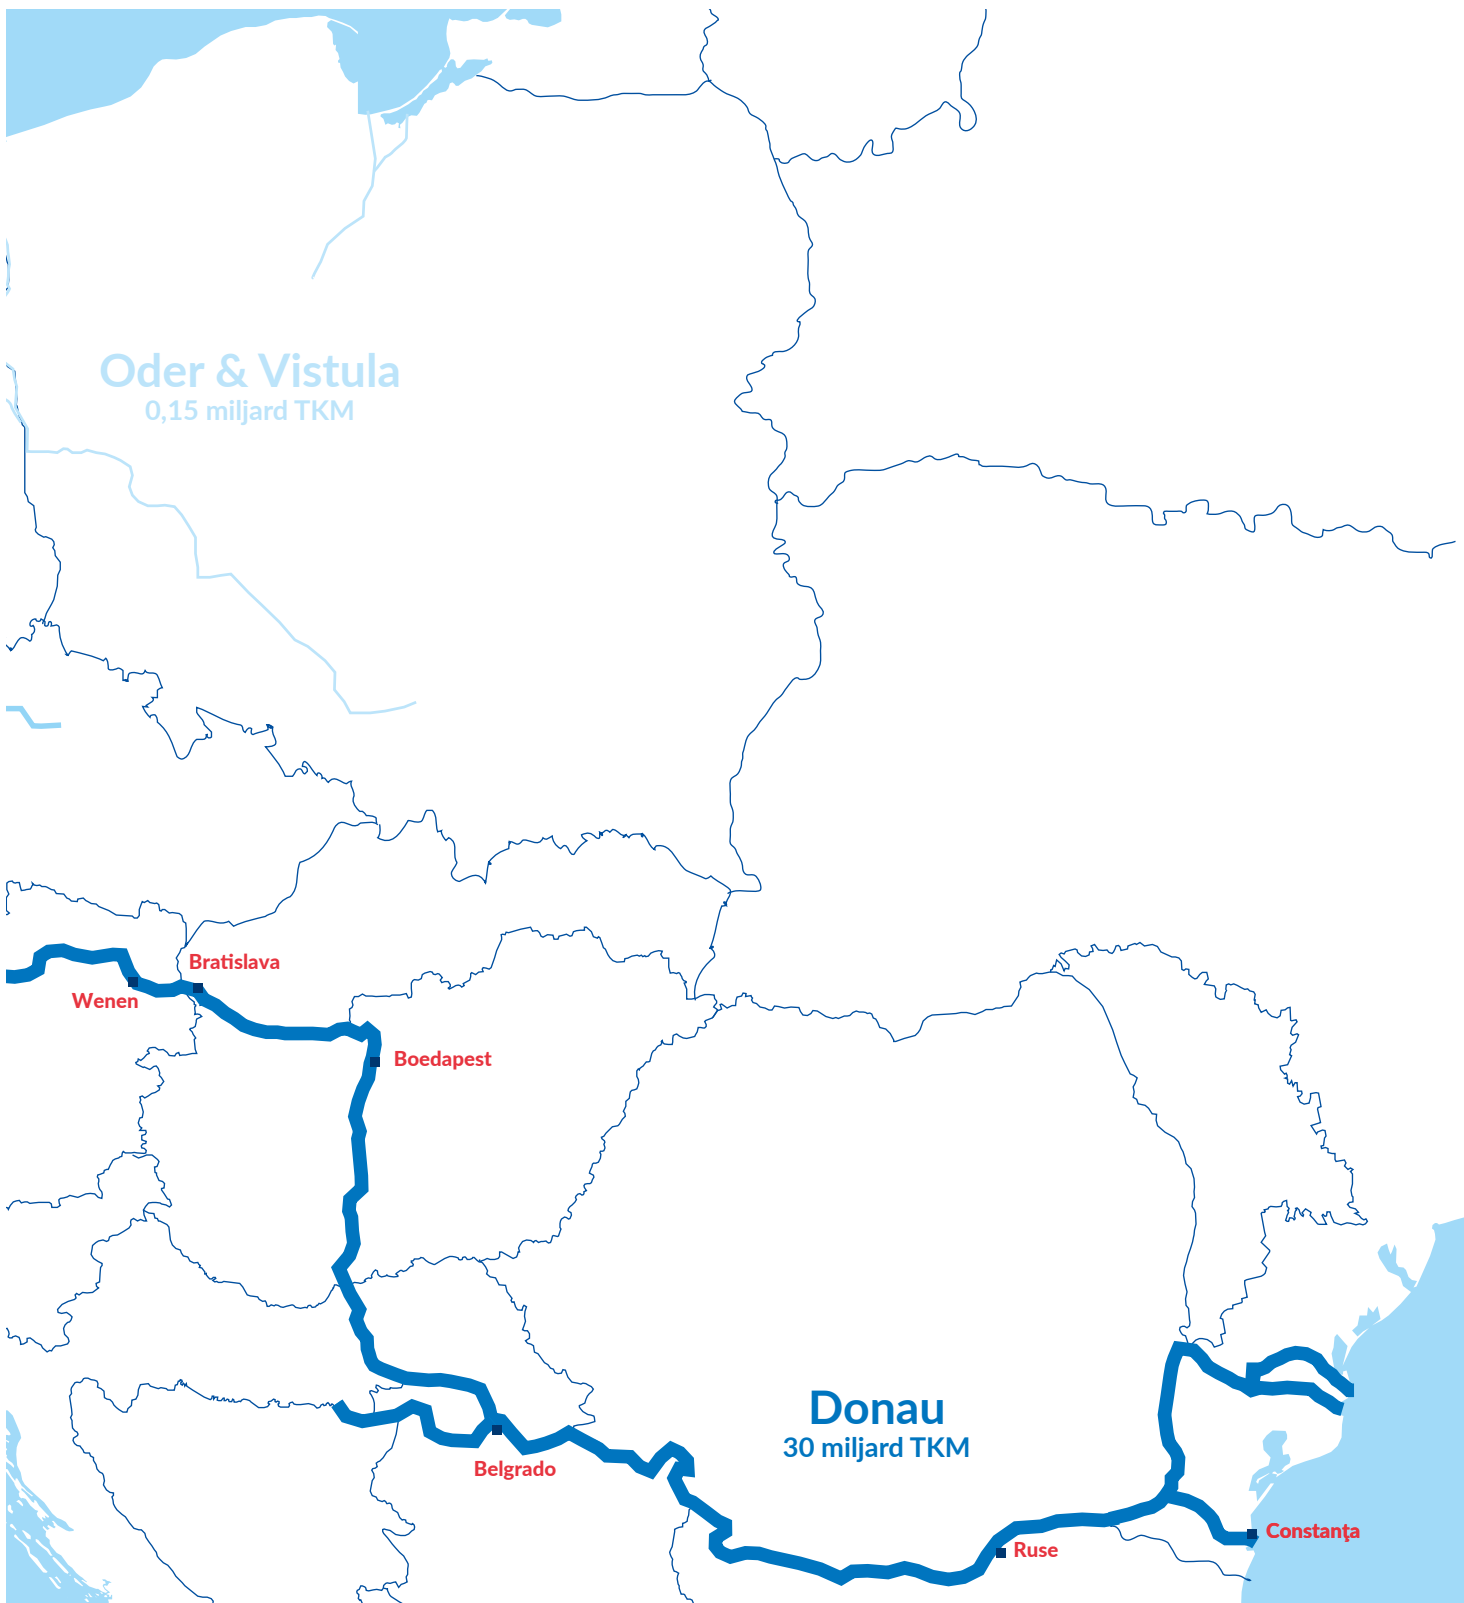 Oder & Vistula
0,15 miljard TKM
Bratislava
Wenen
Boedapest
Donau
30 miljard TKM
Belgrado
Constanţa
Ruse